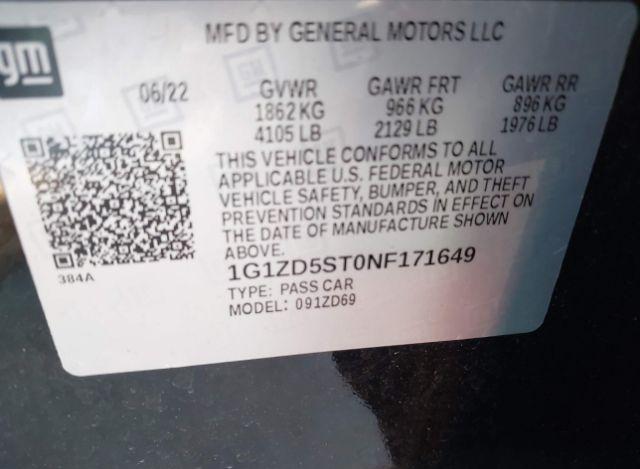 gm
MFD BY GENERAL MOTORS LLC
06/22
GVWR
1862 KG
4105 LB
GAWR FRT
966 KG
2129 LB
GAWR RR
896 KG
1976 LB
THIS VEHICLE CONFORMS TO ALL
APPLICABLE U.S. FEDERAL MOTOR
VEHICLE SAFETY, BUMPER, AND THEFT
PREVENTION STANDARDS IN EFFECT ON
THE DATE OF MANUFACTURE SHOWN
ABOVE.
384A
1G1ZD5ST0NF171649
TYPE: PASS CAR
MODEL: 091ZD69